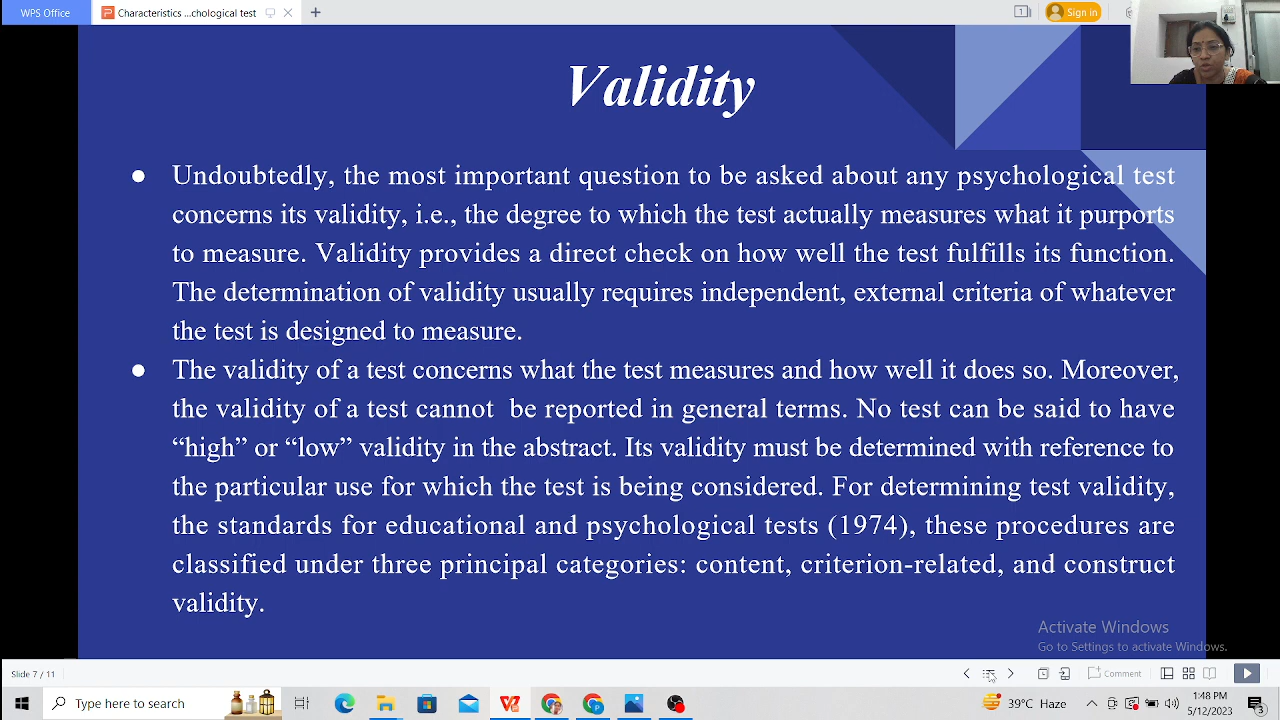 WPS Office
Characteristics ...chological test
Sign in
Validity
Undoubtedly, the most important question to be asked about any psychological test
concerns its validity, i.e., the degree to which the test actually measures what it purports
to measure. Validity provides a direct check on how well the test fulfills its function.
The determination of validity usually requires independent, external criteria of whatever
the test is designed to measure.
The validity of a test concerns what the test measures and how well it does so. Moreover,
the validity of a test cannot be reported in general terms. No test can be said to have
“high” or “low” validity in the abstract. Its validity must be determined with reference to
the particular use for which the test is being considered. For determining test validity,
the standards for educational and psychological tests (1974), these procedures are
classified under three principal categories: content, criterion-related, and construct
validity.
Activate Windows
Go to Settings to activate Windows.
Slide 7 / 11
Comment
Type here to search
39°C Haze
1:48 PM
5/12/2023